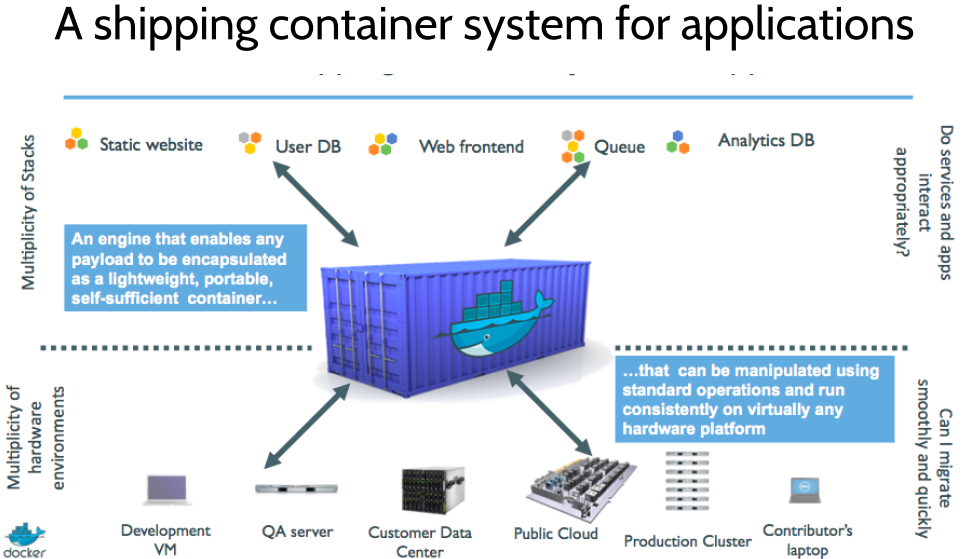 A shipping container system for applications
Static website
User DB
Web frontend
Queue
Analytics DB
Multiplicity of Stacks
Do services and apps
interact
appropriately?
An engine that enables any
payload to be encapsulated
as a lightweight, portable,
self-sufficient container…
…that can be manipulated using
standard operations and run
consistently on virtually any
hardware platform
Multiplicity of
hardware
environments
Can I migrate
smoothly and quickly
Development
VM
QA server
Customer Data
Center
Public Cloud
Production Cluster
Contributor's
laptop
docker